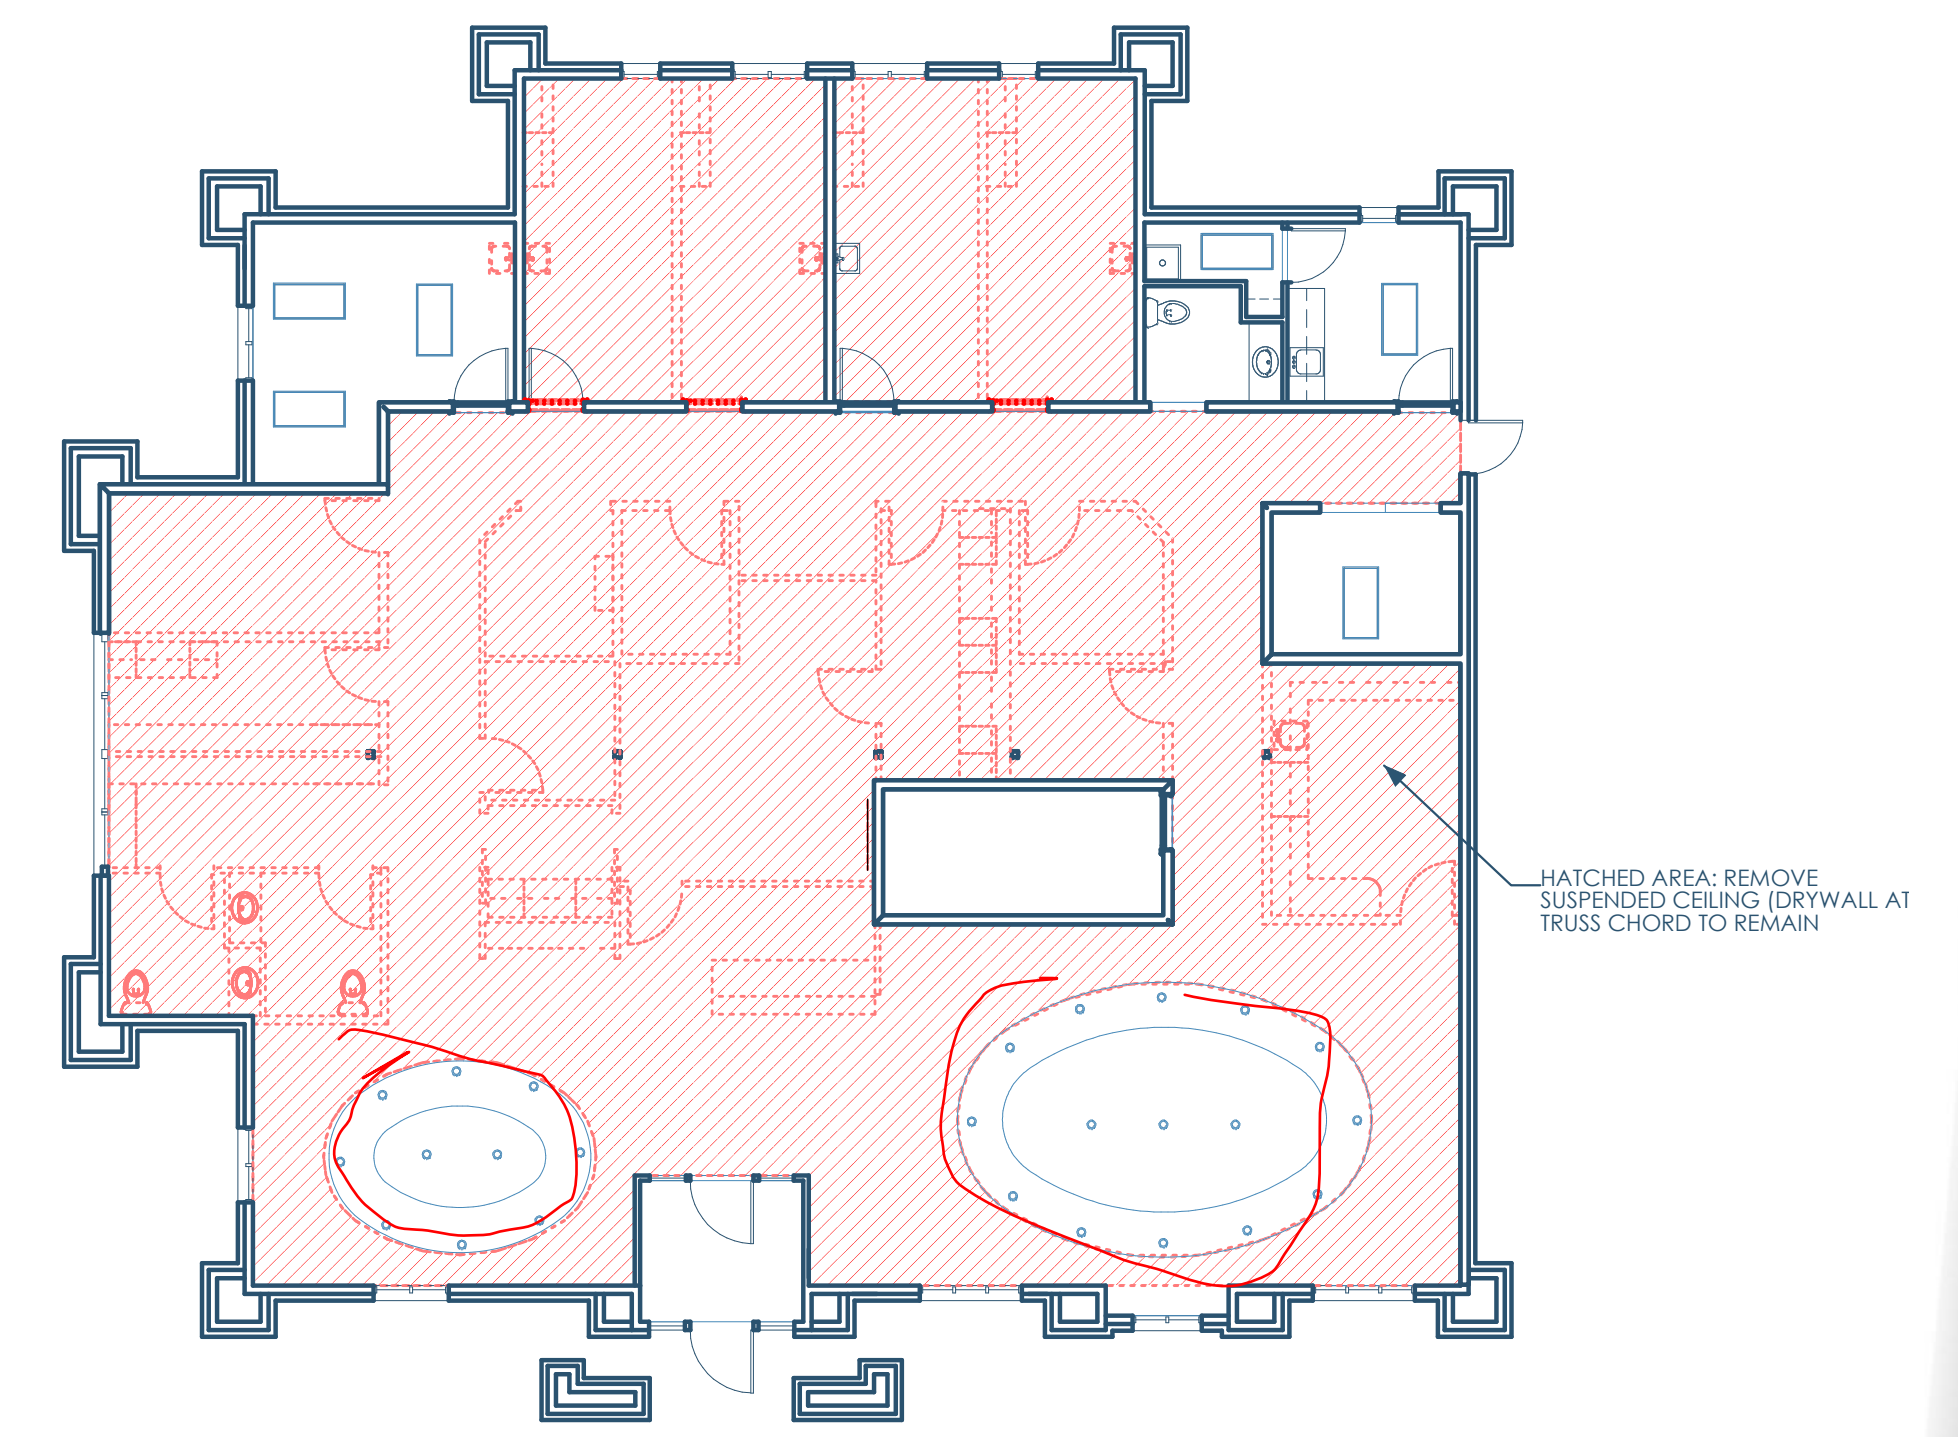 HATCHED AREA: REMOVE
SUSPENDED CEILING (DRYWALL AT
TRUSS CHORD TO REMAIN